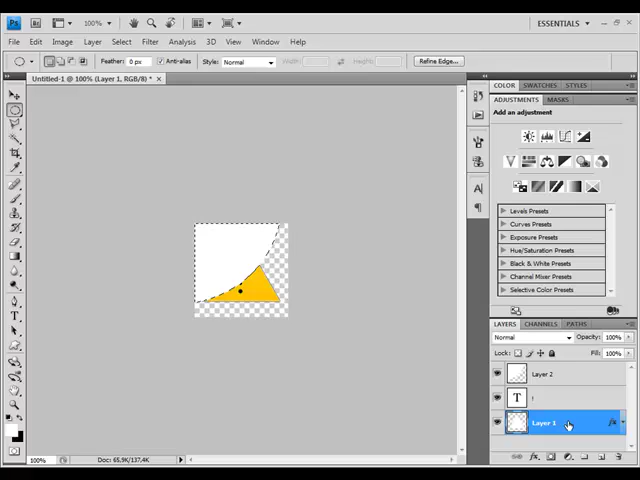 Ps
100%
ESSENTIALS
File Edit Image Layer Select Filter Analysis 3D View Window Help
Feather: 0 px Anti-alias Style: Normal Width: Height: Refine Edge...
Untitled-1 @ 100% (Layer 1, RGB/8) *
COLOR SWATCHES STYLES
ADJUSTMENTS MASKS
Add an adjustment
Levels Presets
Curves Presets
Exposure Presets
Hue/Saturation Presets
Black & White Presets
Channel Mixer Presets
Selective Color Presets
LAYERS CHANNELS PATHS
Normal Opacity: 100%
Lock: Fill: 100%
Layer 2
T !
Layer 1 fx
100% Doc: 65,9K/137,4K